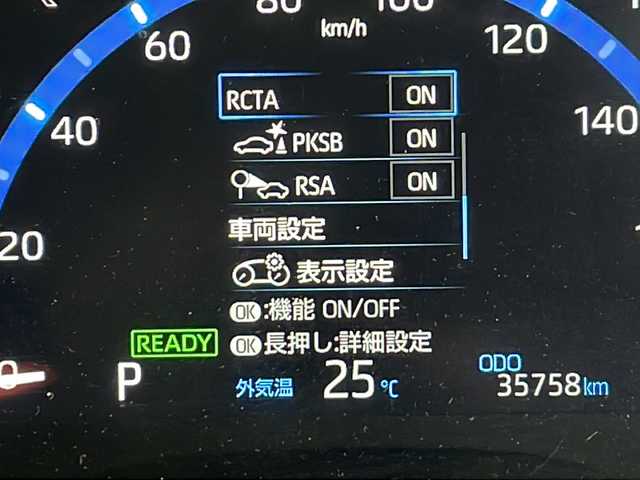 80 100
km/h
60 120
RCTA ON
40 PKSB ON 140
RSA ON
車両設定
20 表示設定
OK:機能 ON/OFF
READY OK長押し:詳細設定
P 外気温 25℃ ODO 35758km